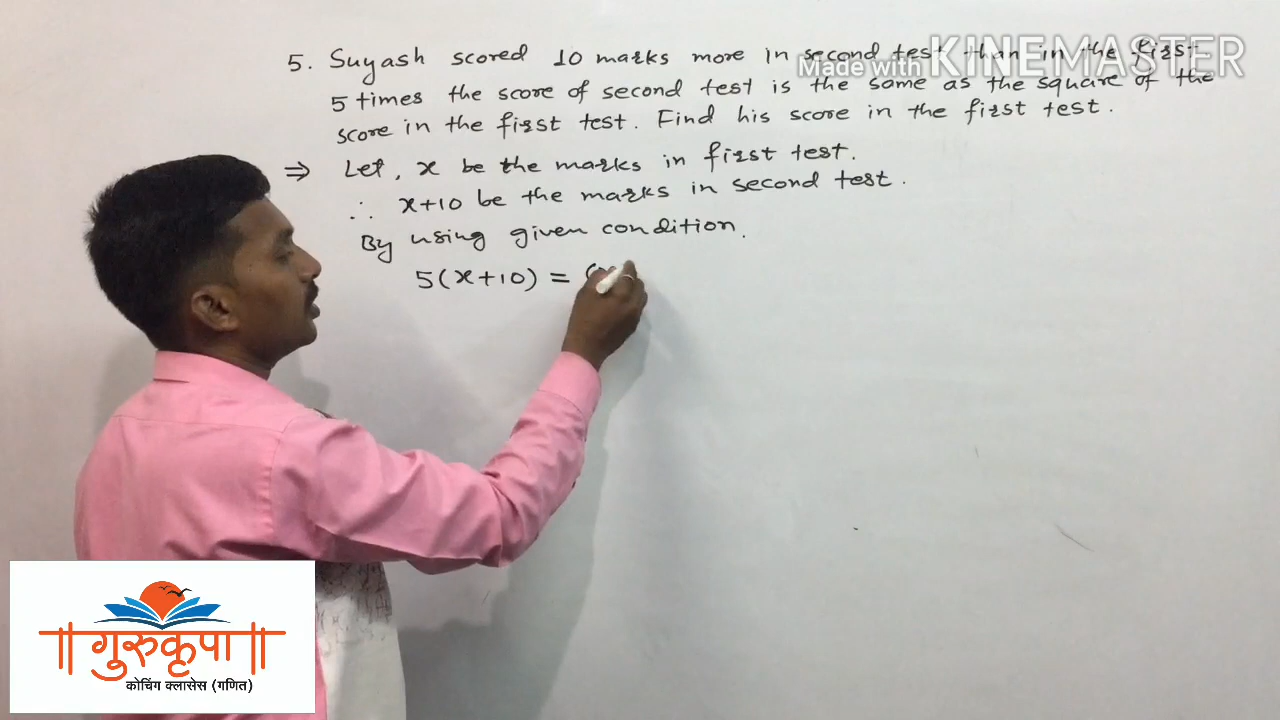 5. Suyash scored 10 marks more in second test than in the first.
Made with KINEMASTER
5 times the score of second test is the same as the square of the
score in the first test. Find his score in the first test.
⇒ Let, x be the marks in first test.
∴ x+10 be the marks in second test.
By using given condition.
5(x+10) = (x
|| गुरुकृपा ||
कोचिंग क्लासेस (गणित)